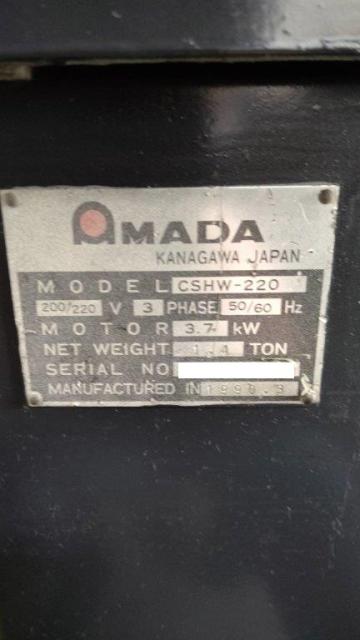 AMADA
KANAGAWA JAPAN
MODEL CSHW-220
200/220 V 3 PHASE 50/60 Hz
MOTOR 3.7 kW
NET WEIGHT 1.4 TON
SERIAL NO
MANUFACTURED IN 1990.3